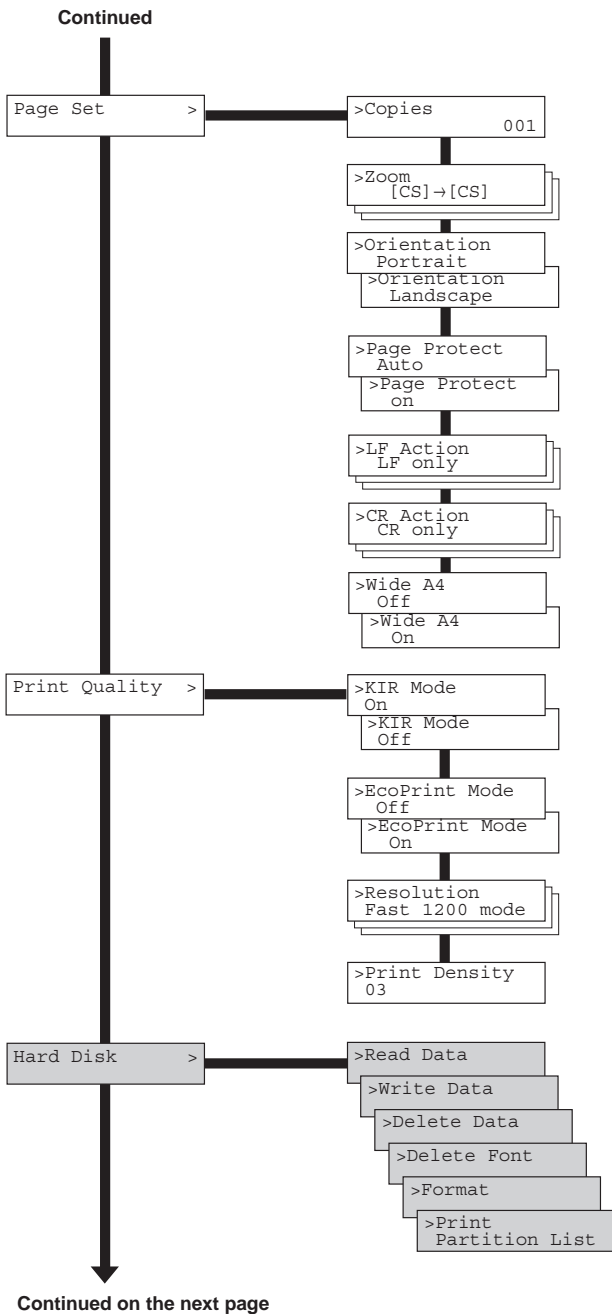 Continued
Page Set >
>Copies
001
>Zoom
[CS]→[CS]
>Orientation
Portrait
>Orientation
Landscape
>Page Protect
Auto
>Page Protect
on
>LF Action
LF only
>CR Action
CR only
>Wide A4
Off
>Wide A4
On
Print Quality >
>KIR Mode
On
>KIR Mode
Off
>EcoPrint Mode
Off
>EcoPrint Mode
On
>Resolution
Fast 1200 mode
>Print Density
03
Hard Disk >
>Read Data
>Write Data
>Delete Data
>Delete Font
>Format
>Print
Partition List
Continued on the next page